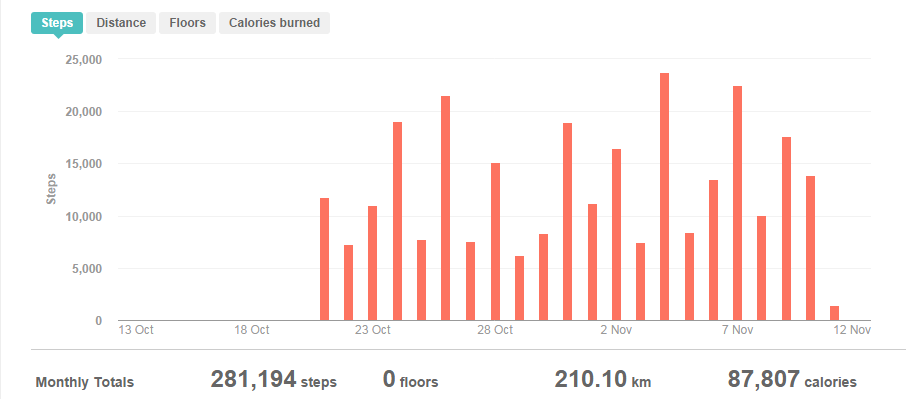 Steps Distance Floors Calories burned
25,000
20,000
15,000
10,000
5,000
0
Steps
13 Oct 18 Oct 23 Oct 28 Oct 2 Nov 7 Nov 12 Nov
Monthly Totals 281,194 steps 0 floors 210.10 km 87,807 calories